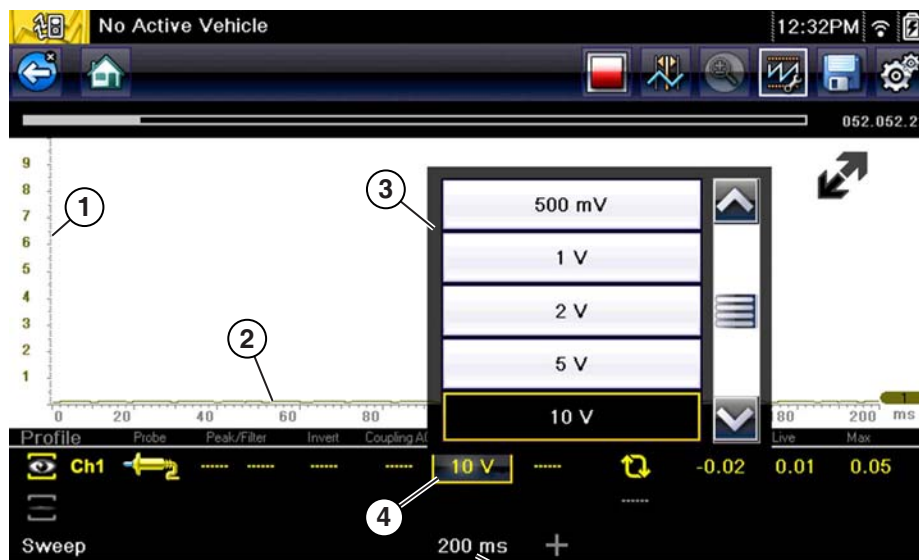 No Active Vehicle
12:32PM
052.052.2
9
8
7
6
5
4
3
2
1
1
2
3
500 mV
1 V
2 V
5 V
10 V
1
0 20 40 60 80 180 200 ms
Profile Probe Peak/Filter Invert Coupling Live Max
Ch1 ------ ------ ------ ------ 10 V ------ -0.02 0.01 0.05
------
4
Sweep 200 ms +